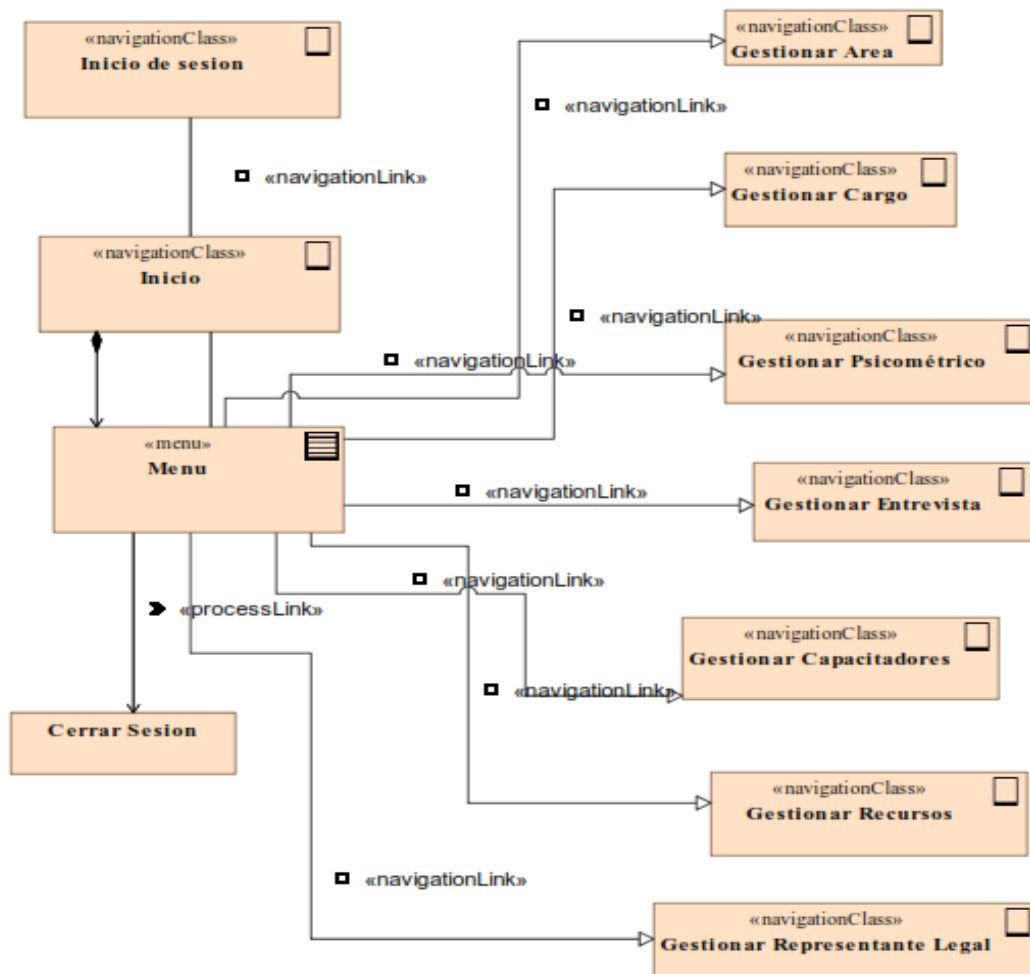 «navigationClass»
Inicio de sesion
«navigationClass»
Gestionar Area
«navigationLink»
«navigationLink»
«navigationClass»
Gestionar Cargo
«navigationClass»
Inicio
«navigationLink»
«navigationLink»
«navigationClass»
Gestionar Psicométrico
«menu»
Menu
«navigationLink»
«navigationClass»
Gestionar Entrevista
«navigationLink»
«processLink»
«navigationClass»
Gestionar Capacitadores
«navigationLink»
Cerrar Sesion
«navigationClass»
Gestionar Recursos
«navigationLink»
«navigationClass»
Gestionar Representante Legal